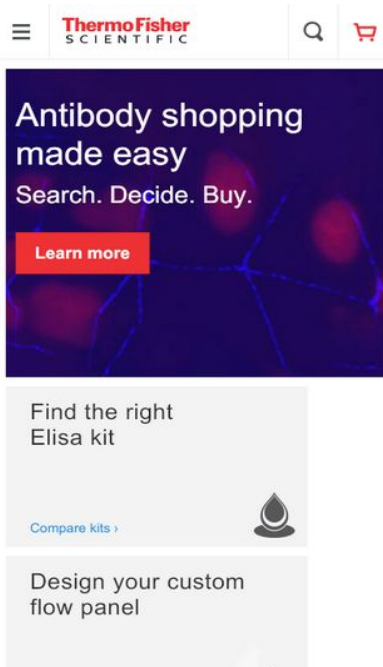 ThermoFisher
SCIENTIFIC
Antibody shopping
made easy
Search. Decide. Buy.
Learn more
Find the right
Elisa kit
Compare kits ›
Design your custom
flow panel